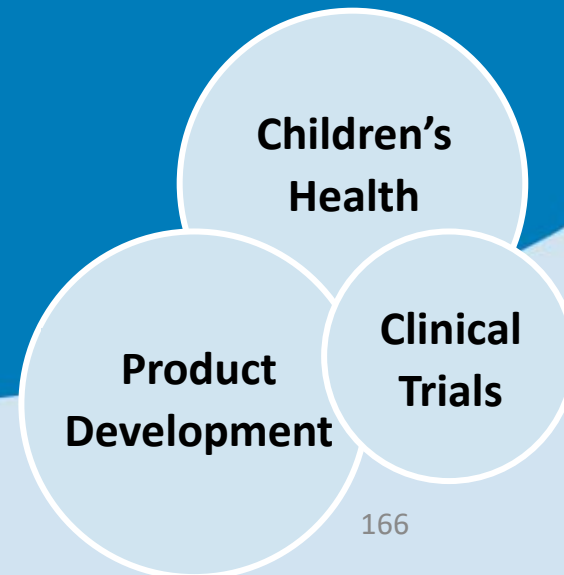 Children’s
Health
Clinical
Trials
Product
Development
166